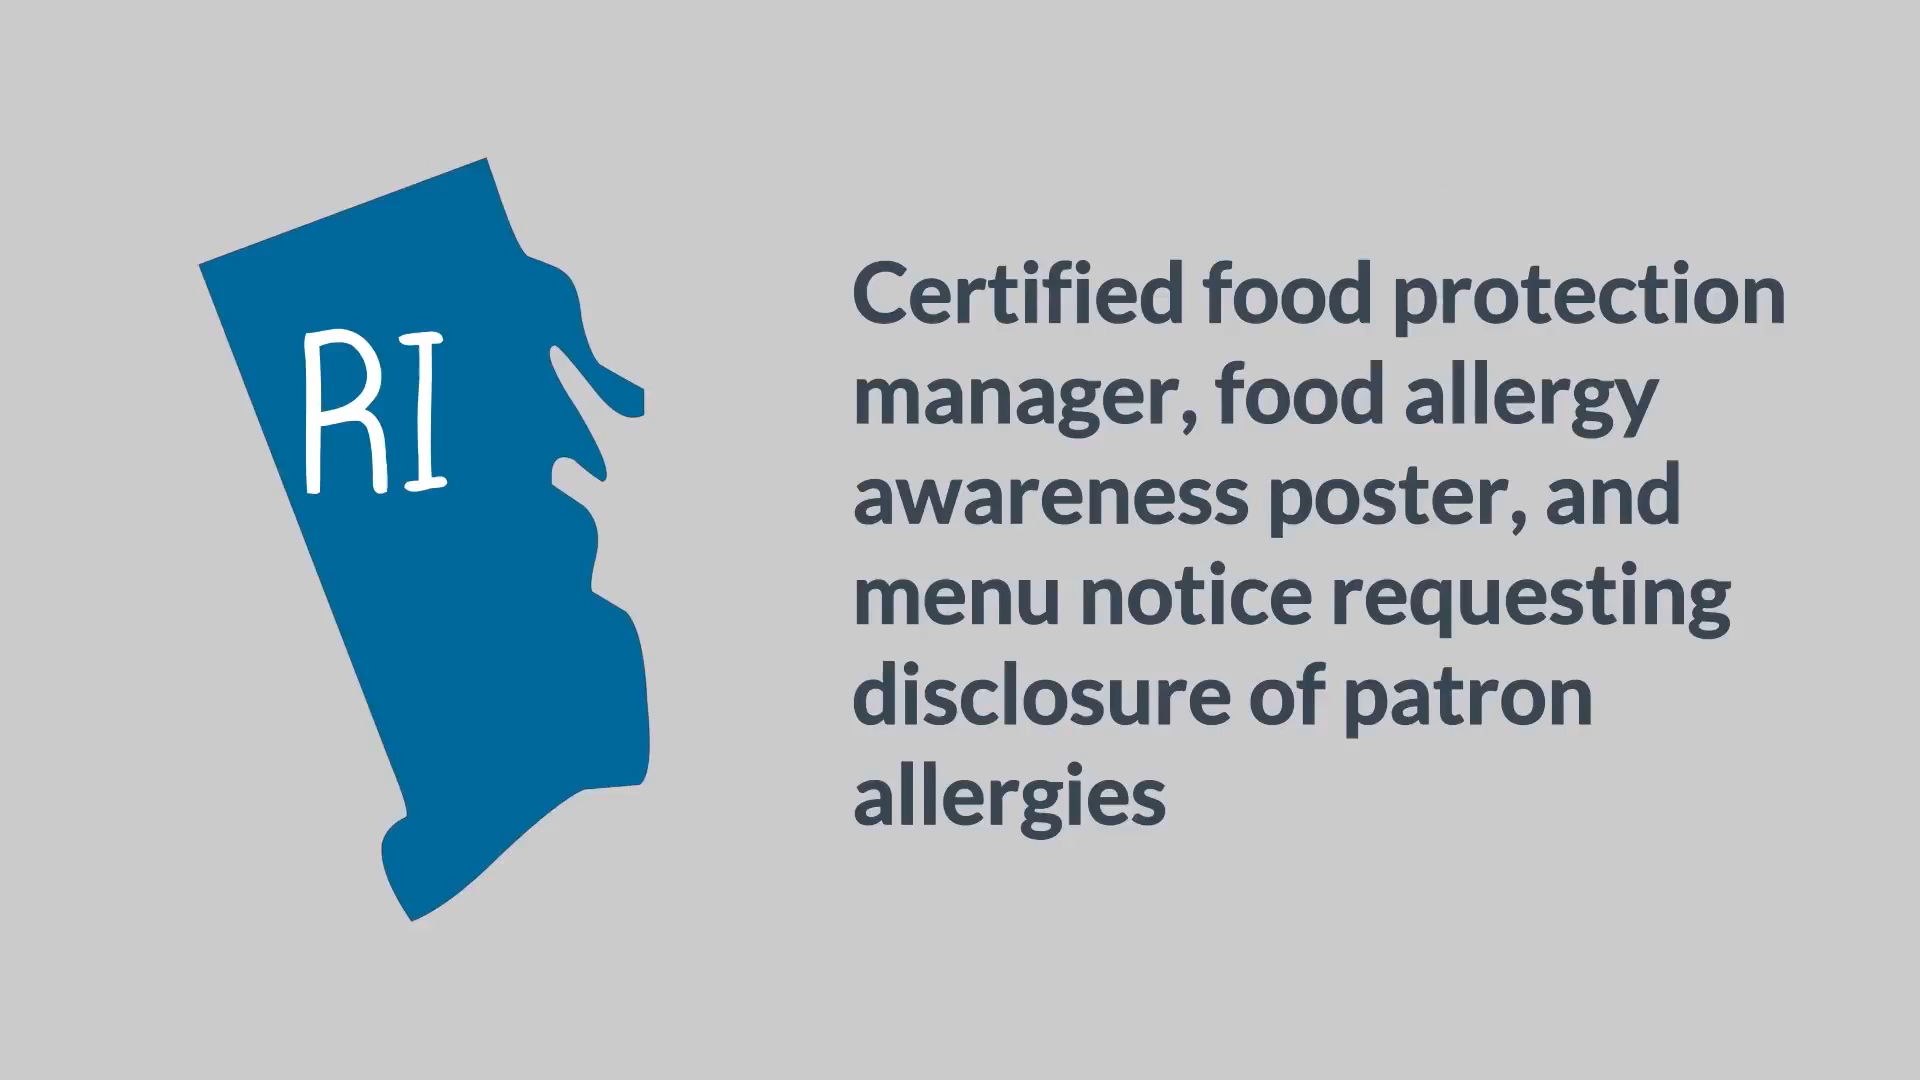 RI
Certified food protection
manager, food allergy
awareness poster, and
menu notice requesting
disclosure of patron
allergies